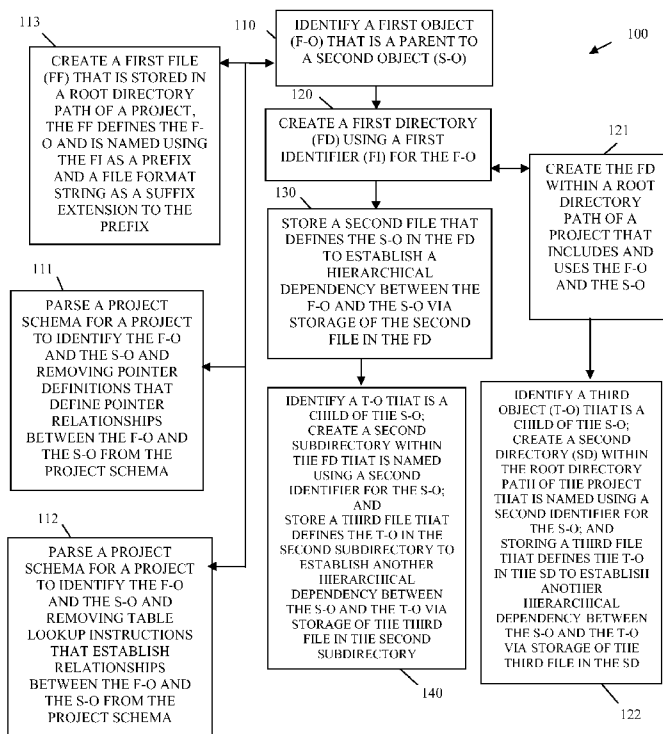 100
110
IDENTIFY A FIRST OBJECT
(F-O) THAT IS A PARENT TO
A SECOND OBJECT (S-O)
113
CREATE A FIRST FILE
(FF) THAT IS STORED IN
A ROOT DIRECTORY
PATH OF A PROJECT,
THE FF DEFINES THE F-
O AND IS NAMED USING
THE FI AS A PREFIX
AND A FILE FORMAT
STRING AS A SUFFIX
EXTENSION TO THE
PREFIX
120
CREATE A FIRST DIRECTORY
(FD) USING A FIRST
IDENTIFIER (FI) FOR THE F-O
121
CREATE THE FD
WITHIN A ROOT
DIRECTORY
PATH OF A
PROJECT THAT
INCLUDES AND
USES THE F-O
AND THE S-O
130
STORE A SECOND FILE THAT
DEFINES THE S-O IN THE FD
TO ESTABLISH A
HIERARCHICAL
DEPENDENCY BETWEEN THE
F-O AND THE S-O VIA
STORAGE OF THE SECOND
FILE IN THE FD
111
PARSE A PROJECT
SCHEMA FOR A PROJECT
TO IDENTIFY THE F-O
AND THE S-O AND
REMOVING POINTER
DEFINITIONS THAT
DEFINE POINTER
RELATIONSHIPS
BETWEEN THE F-O AND
THE S-O FROM THE
PROJECT SCHEMA
112
PARSE A PROJECT
SCHEMA FOR A PROJECT
TO IDENTIFY THE F-O
AND THE S-O AND
REMOVING TABLE
LOOKUP INSTRUCTIONS
THAT ESTABLISH
RELATIONSHIPS
BETWEEN THE F-O AND
THE S-O FROM THE
PROJECT SCHEMA
IDENTIFY A T-O THAT IS A
CHILD OF THE S-O;
CREATE A SECOND
SUBDIRECTORY WITHIN
THE FD THAT IS NAMED
USING A SECOND
IDENTIFIER FOR THE S-O;
AND
STORE A THIRD FILE THAT
DEFINES THE T-O IN THE
SECOND SUBDIRECTORY TO
ESTABLISH ANOTHER
HIERARCHICAL
DEPENDENCY BETWEEN
THE S-O AND THE T-O VIA
STORAGE OF THE THIRD
FILE IN THE SECOND
SUBDIRECTORY
140
IDENTIFY A THIRD
OBJECT (T-O) THAT IS A
CHILD OF THE S-O;
CREATE A SECOND
DIRECTORY (SD) WITHIN
THE ROOT DIRECTORY
PATH OF THE PROJECT
THAT IS NAMED USING A
SECOND IDENTIFIER FOR
THE S-O; AND
STORING A THIRD FILE
THAT DEFINES THE T-O
IN THE SD TO ESTABLISH
ANOTHER
HIERARCHICAL
DEPENDENCY BETWEEN
THE S-O AND THE T-O
VIA STORAGE OF THE
THIRD FILE IN THE SD
122